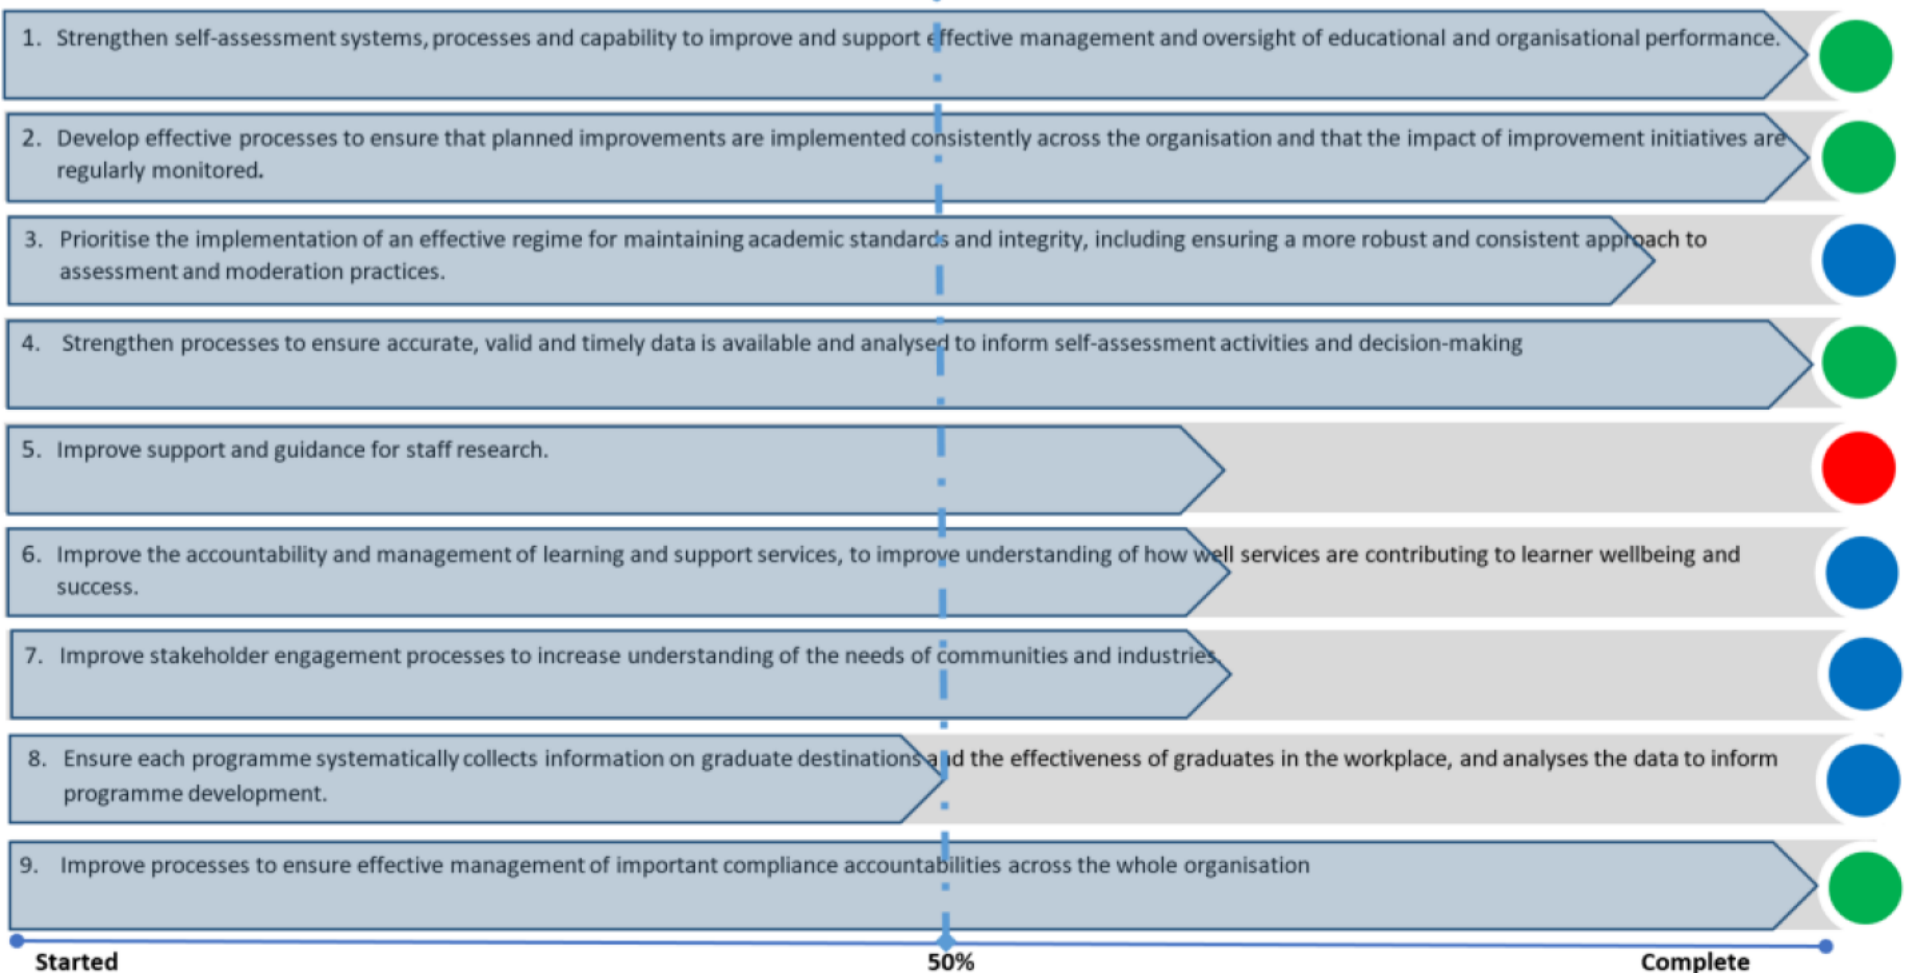 1. Strengthen self-assessment systems, processes and capability to improve and support effective management and oversight of educational and organisational performance.
2. Develop effective processes to ensure that planned improvements are implemented consistently across the organisation and that the impact of improvement initiatives are
regularly monitored.
3. Prioritise the implementation of an effective regime for maintaining academic standards and integrity, including ensuring a more robust and consistent approach to
assessment and moderation practices.
4. Strengthen processes to ensure accurate, valid and timely data is available and analysed to inform self-assessment activities and decision-making
5. Improve support and guidance for staff research.
6. Improve the accountability and management of learning and support services, to improve understanding of how well services are contributing to learner wellbeing and
success.
7. Improve stakeholder engagement processes to increase understanding of the needs of communities and industries.
8. Ensure each programme systematically collects information on graduate destinations and the effectiveness of graduates in the workplace, and analyses the data to inform
programme development.
9. Improve processes to ensure effective management of important compliance accountabilities across the whole organisation
Started 50% Complete